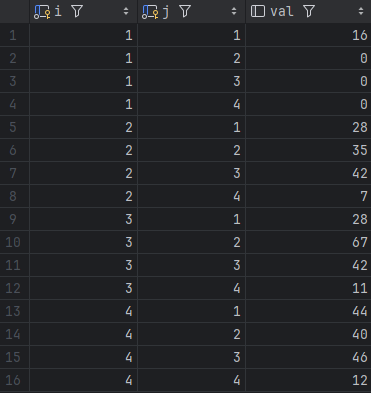 i j val
1 1 1 16
2 1 2 0
3 1 3 0
4 1 4 0
5 2 1 28
6 2 2 35
7 2 3 42
8 2 4 7
9 3 1 28
10 3 2 67
11 3 3 42
12 3 4 11
13 4 1 44
14 4 2 40
15 4 3 46
16 4 4 12